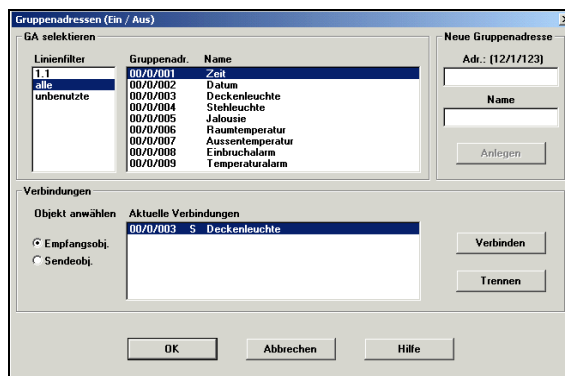 Gruppenadressen (Ein / Aus)
GA selektieren
Linienfilter
1.1
alle
unbenutzte
Gruppenadr. Name
00/0/001 Zeit
00/0/002 Datum
00/0/003 Deckenleuchte
00/0/004 Stehleuchte
00/0/005 Jalousie
00/0/006 Raumtemperatur
00/0/007 Aussentemperatur
00/0/008 Einbruchalarm
00/0/009 Temperaturalarm
Neue Gruppenadresse
Adr.: (12/1/123)
Name
Anlegen
Verbindungen
Objekt anwählen
Empfangsobj.
Sendeobj.
Aktuelle Verbindungen
00/0/003 S Deckenleuchte
Verbinden
Trennen
OK
Abbrechen
Hilfe